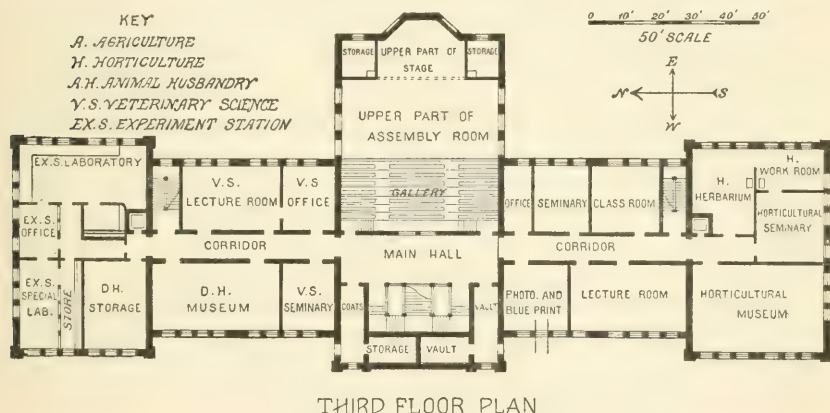 KEY
A. AGRICULTURE
H. HORTICULTURE
A.H. ANIMAL HUSBANDRY
V.S. VETERINARY SCIENCE
EX.S. EXPERIMENT STATION
0 10' 20' 30' 40' 50'
50' SCALE
E
N S
W
STORAGE
UPPER PART OF
STAGE
STORAGE
UPPER PART OF
ASSEMBLY ROOM
GALLERY
EX.S. LABORATORY
V.S.
LECTURE ROOM
V.S
OFFICE
OFFICE
SEMINARY
CLASS ROOM
H.
HERBARIUM
H.
WORK ROOM
HORTICULTURAL
SEMINARY
EX.S.
OFFICE
CORRIDOR
MAIN HALL
CORRIDOR
EX.S.
SPECIAL
LAB.
STORE
D.H.
STORAGE
D.H.
MUSEUM
V.S.
SEMINARY
COATS
VAULT
PHOTO. AND
BLUE PRINT
LECTURE ROOM
HORTICULTURAL
MUSEUM
STORAGE
VAULT
THIRD FLOOR PLAN